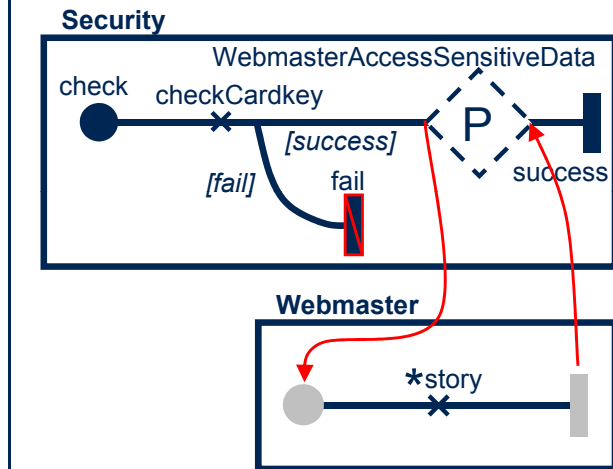 Security
WebmasterAccessSensitiveData
check
checkCardkey
P
[success]
success
[fail]
fail
Webmaster
*story